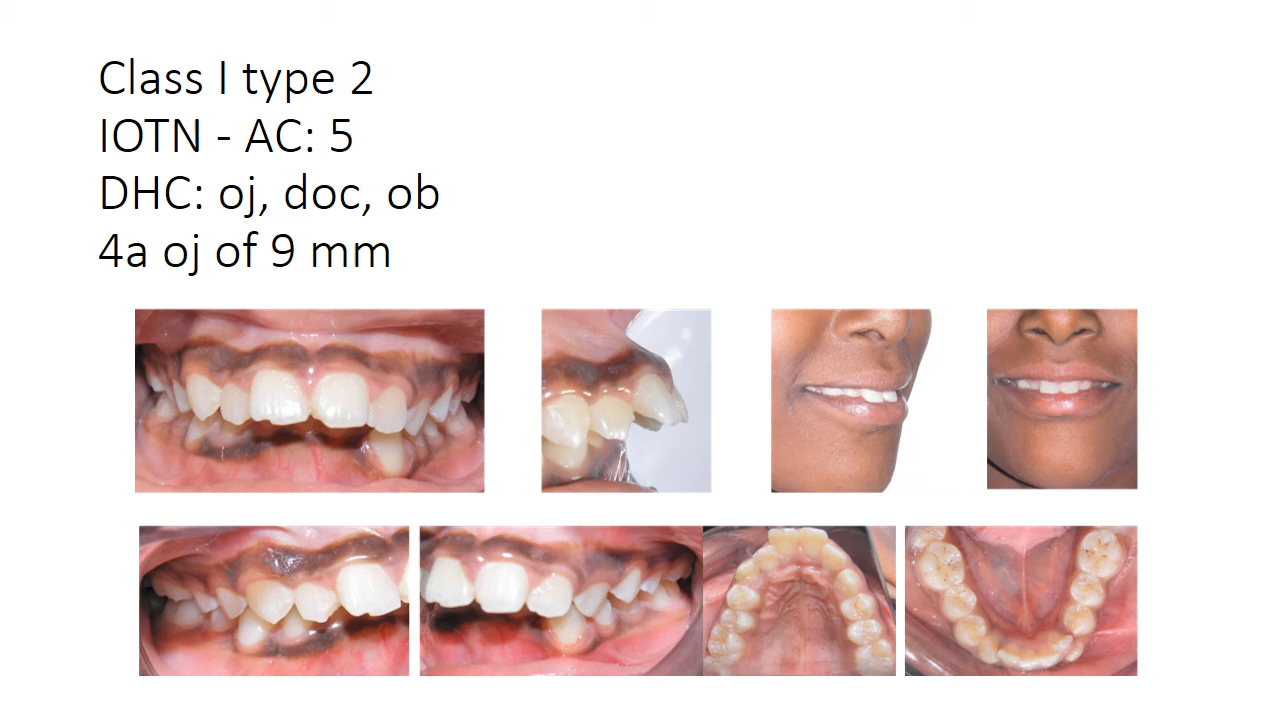 Class I type 2
IOTN - AC: 5
DHC: oj, doc, ob
4a oj of 9 mm